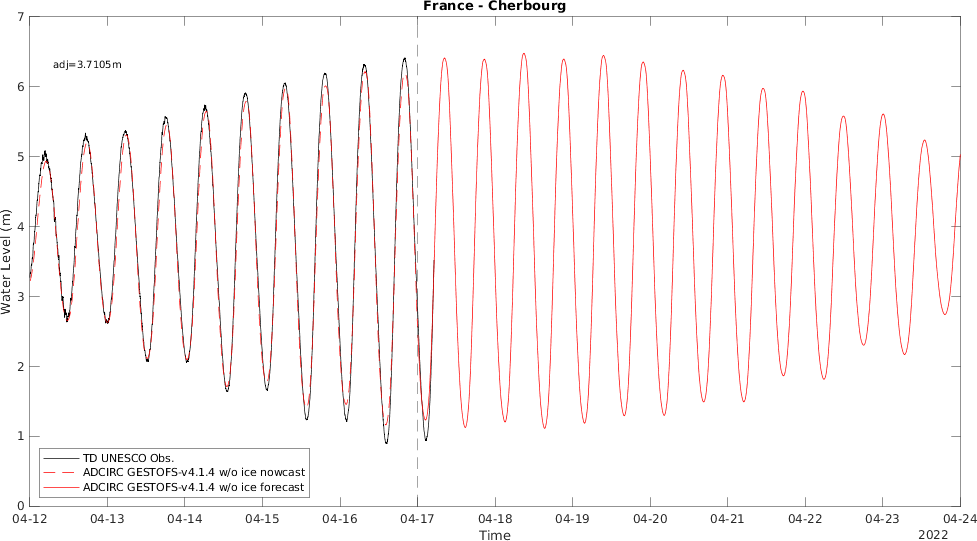 France - Cherbourg
7
adj=3.7105m
6
5
4
3
2
1
0
Water Level (m)
TD UNESCO Obs.
ADCIRC GESTOFS-v4.1.4 w/o ice nowcast
ADCIRC GESTOFS-v4.1.4 w/o ice forecast
04-12 04-13 04-14 04-15 04-16 04-17 04-18 04-19 04-20 04-21 04-22 04-23 04-24
Time
2022